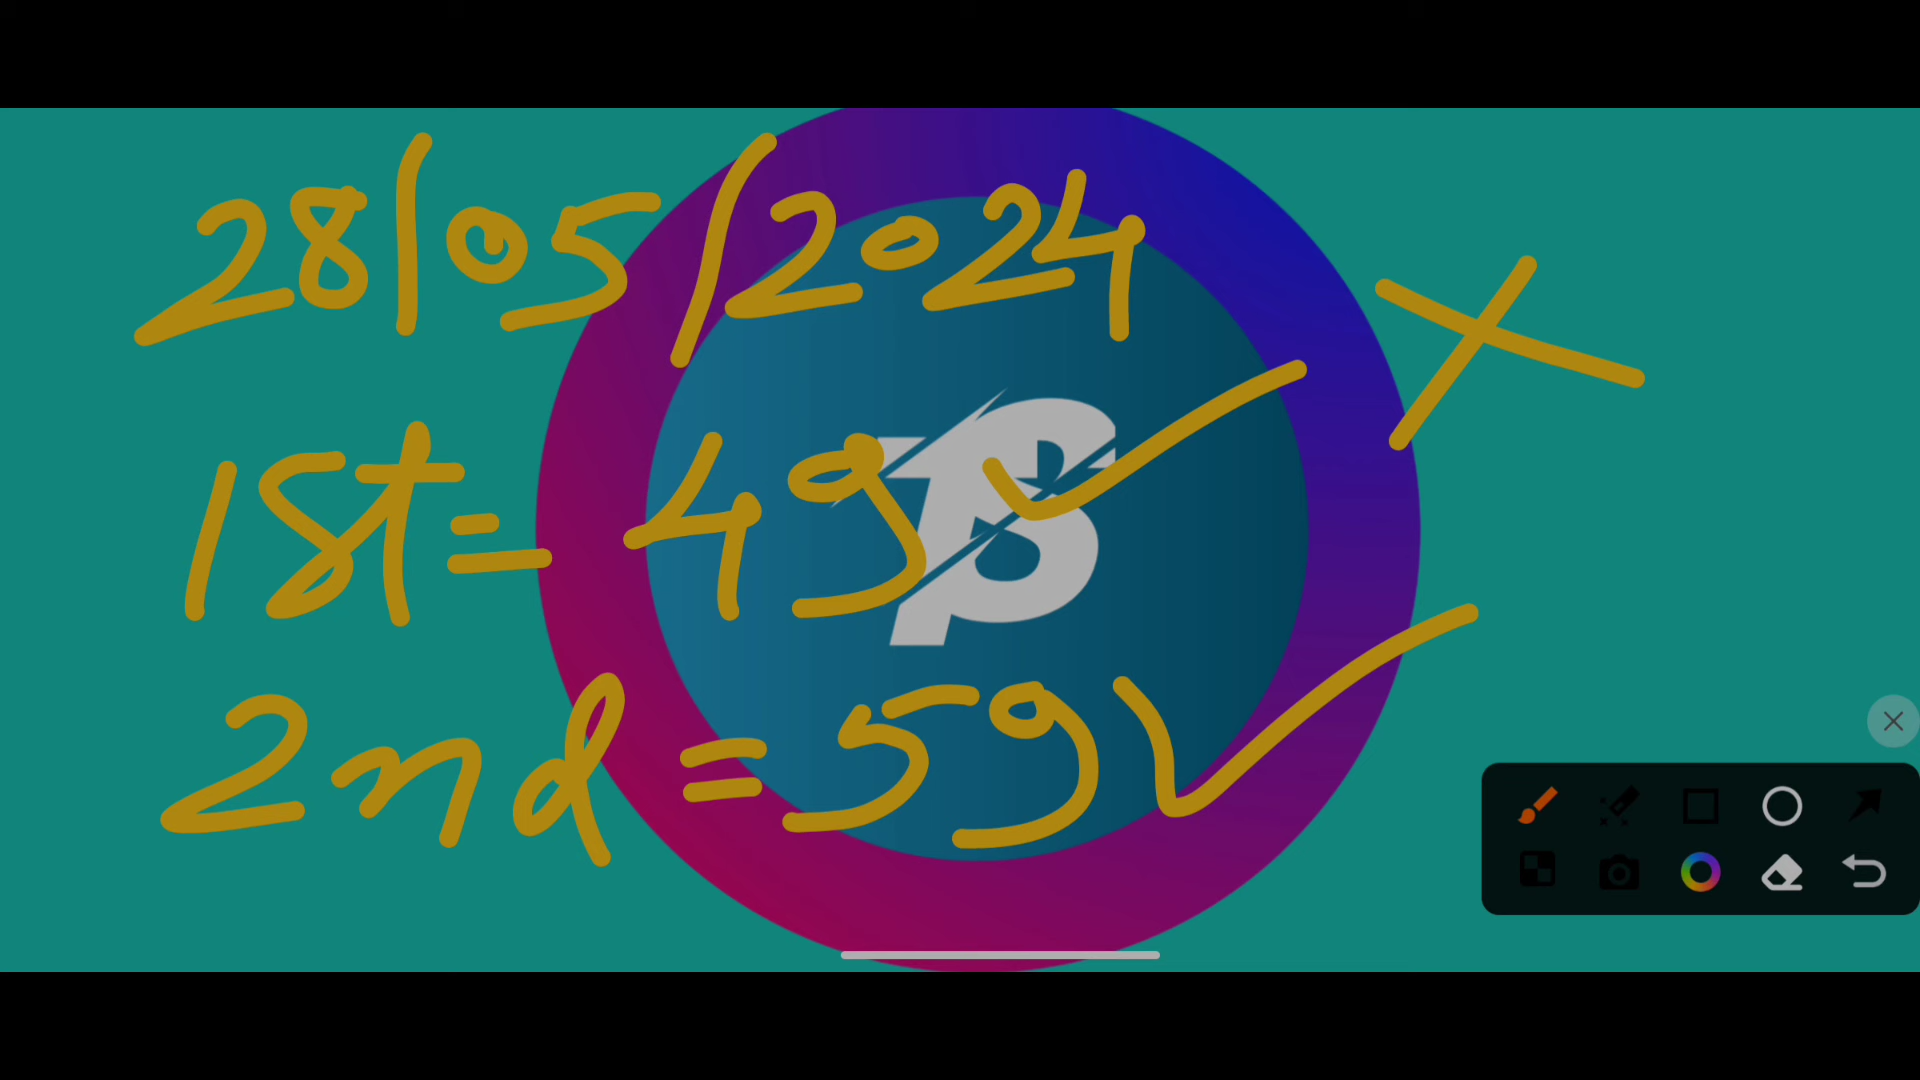 28/05/2024 ×
1st = 49 ✓
2nd = 59 ✓